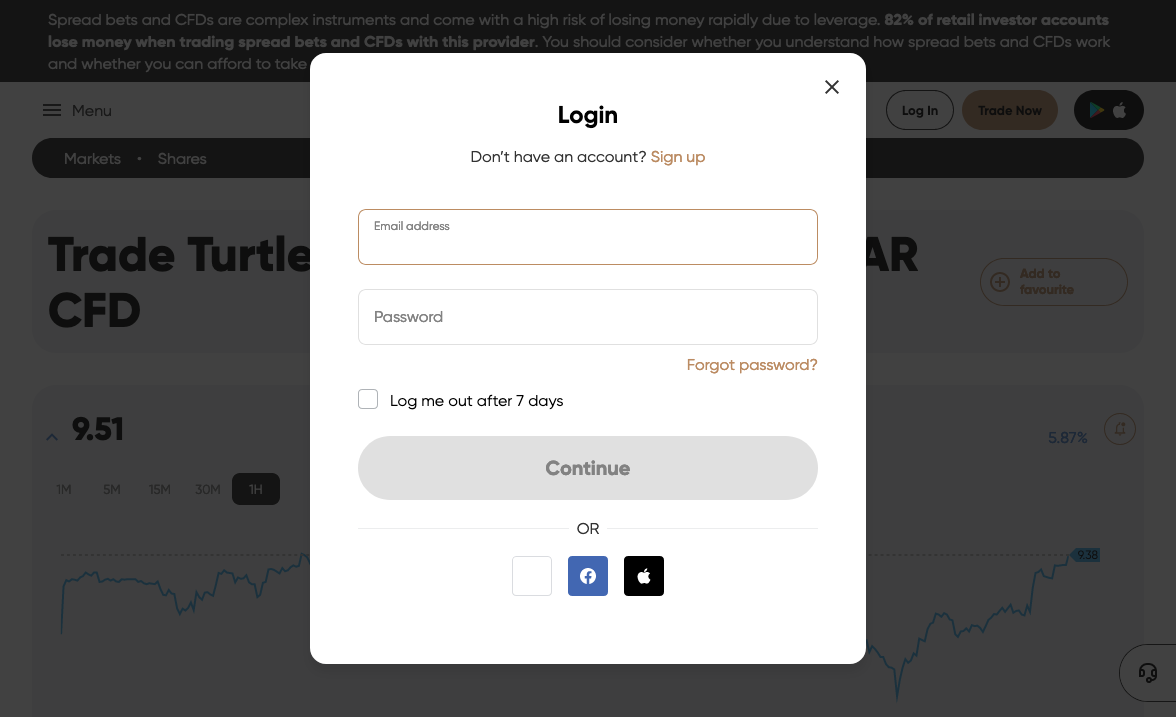 Spread bets and CFDs are complex instruments and come with a high risk of losing money rapidly due to leverage. 82% of retail investor accounts
lose money when trading spread bets and CFDs with this provider. You should consider whether you understand how spread bets and CFDs work
and whether you can afford to take
Menu
Log In
Trade Now
Markets • Shares
Trade Turtle
AR
CFD
Add to
favourite
9.51
5.87%
1M
5M
15M
30M
1H
9.38
Login
Don't have an account? Sign up
Email address
Password
Forgot password?
Log me out after 7 days
Continue
OR